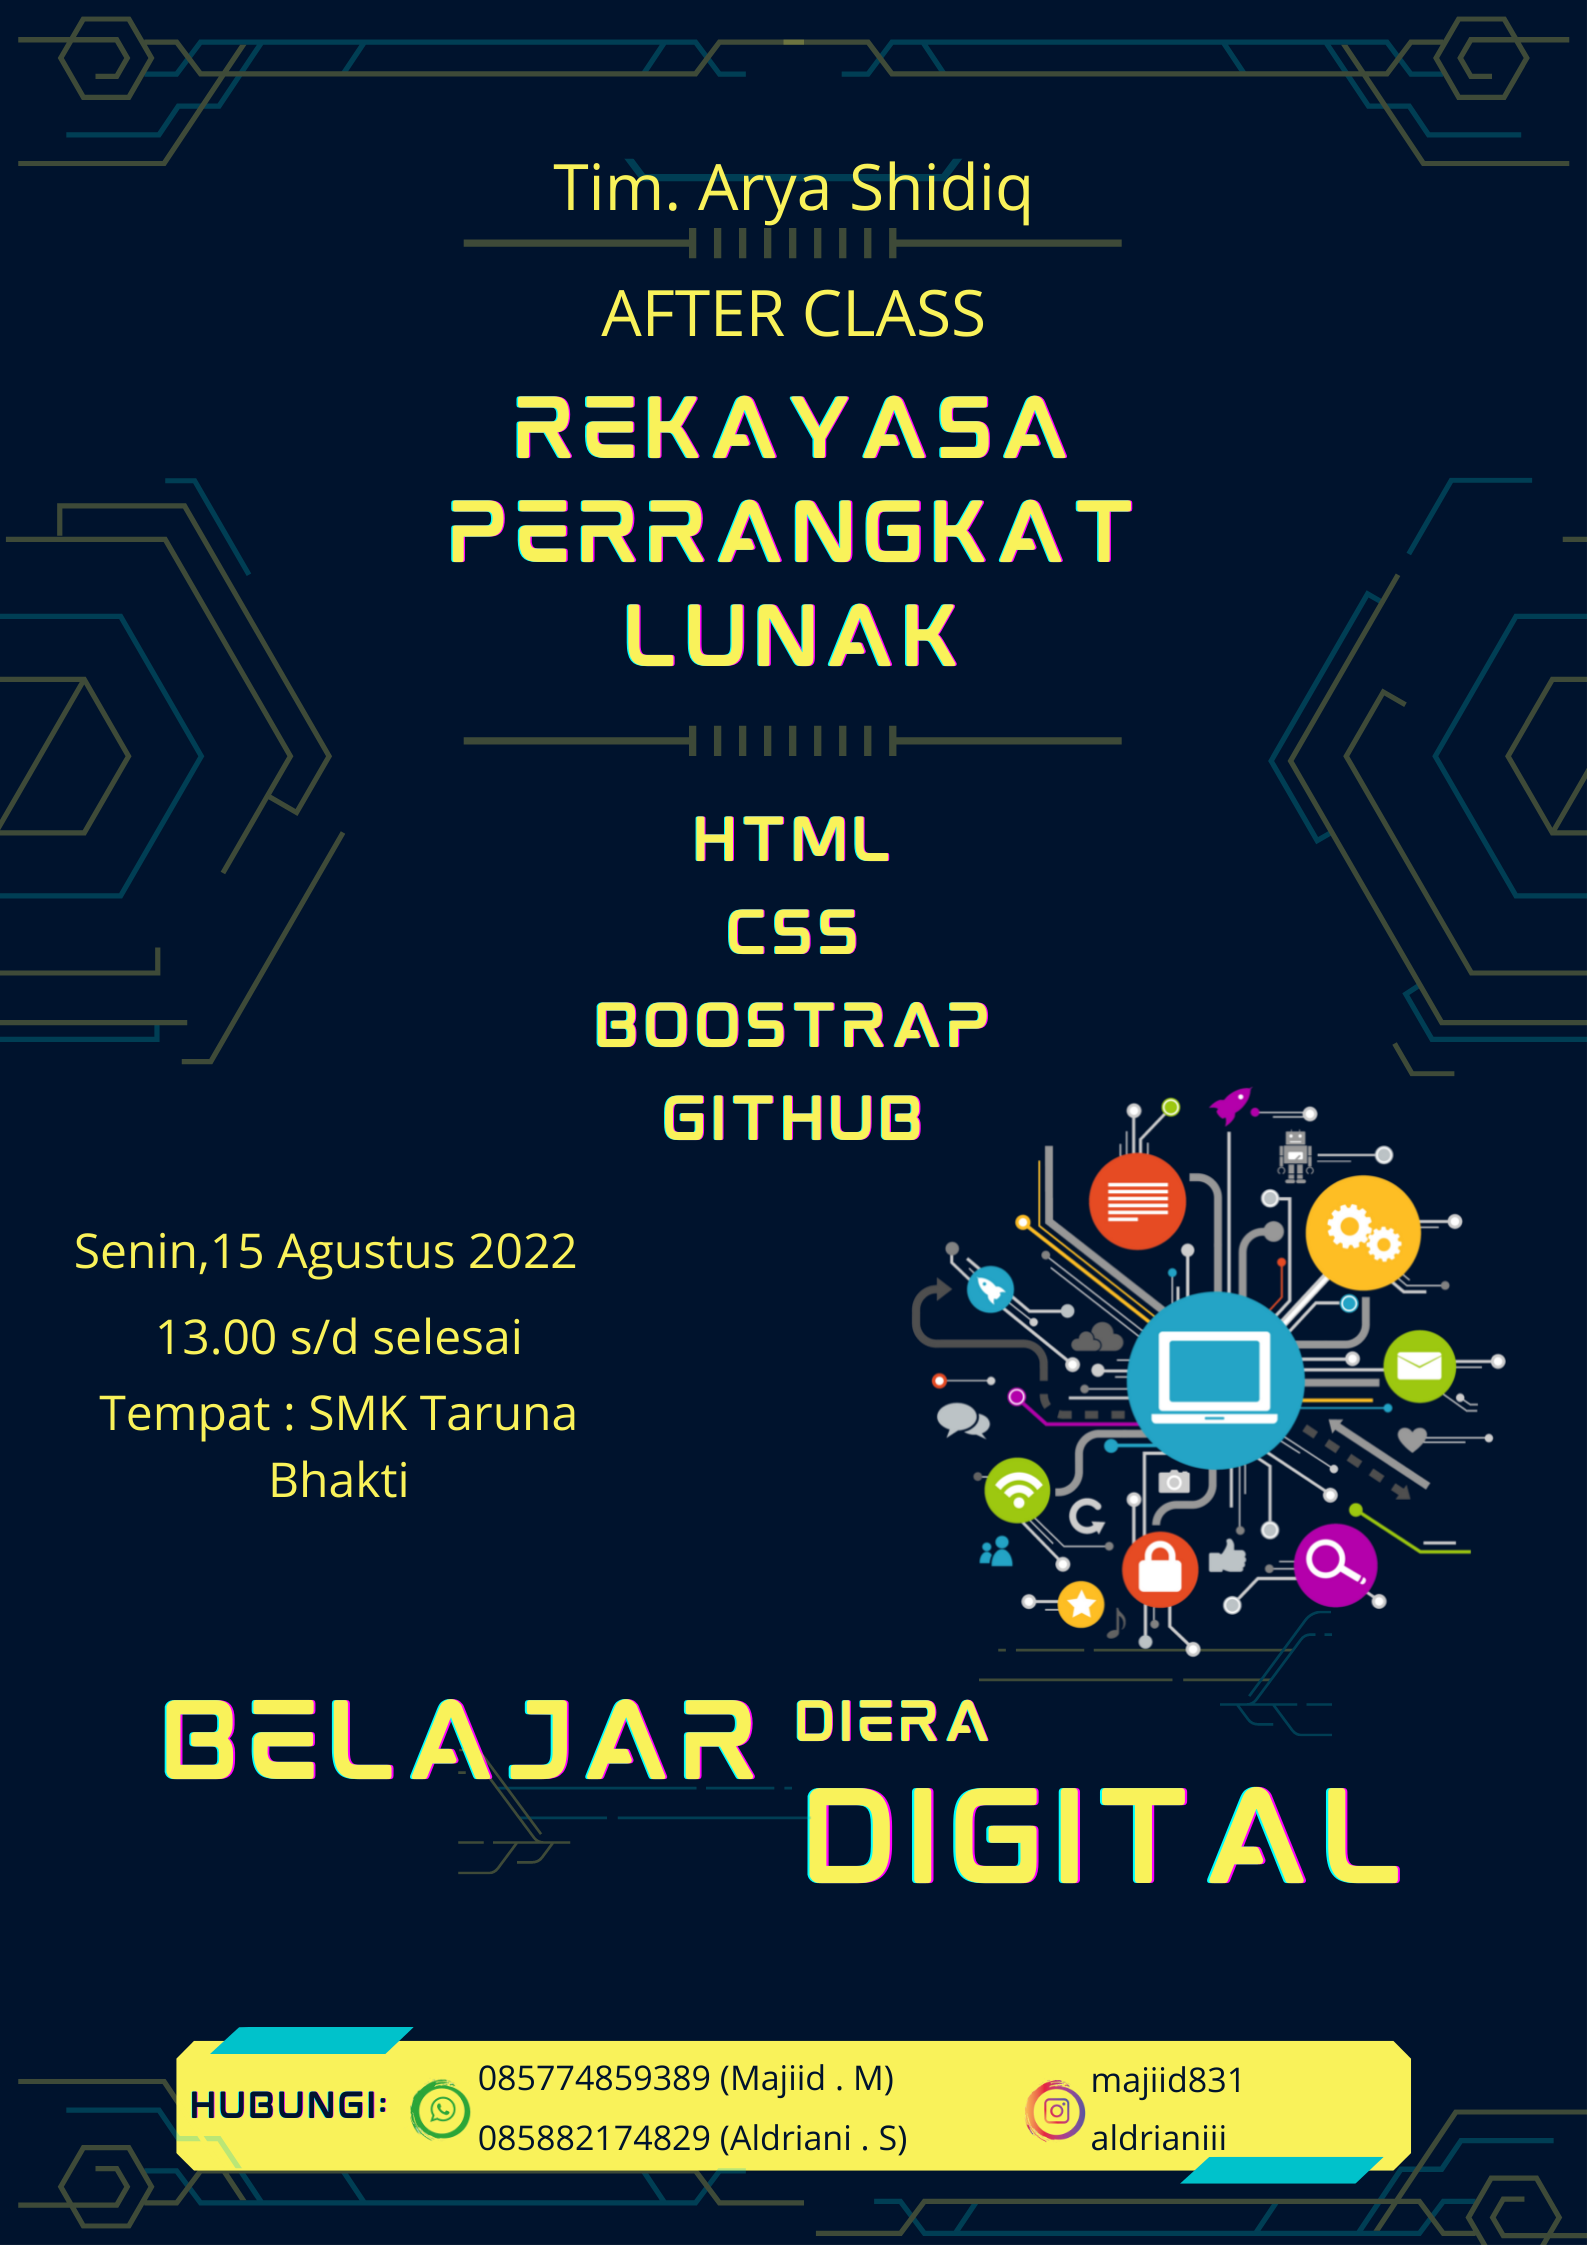 Tim. Arya Shidiq
AFTER CLASS
REKAYASA
PERRANGKAT
LUNAK
HTML
CSS
BOOSTRAP
GITHUB
Senin,15 Agustus 2022
13.00 s/d selesai
Tempat : SMK Taruna
Bhakti
BELAJAR DIERA
DIGITAL
HUBUNGI:
085774859389 (Majiid . M)
085882174829 (Aldriani . S)
majiid831
aldrianiii